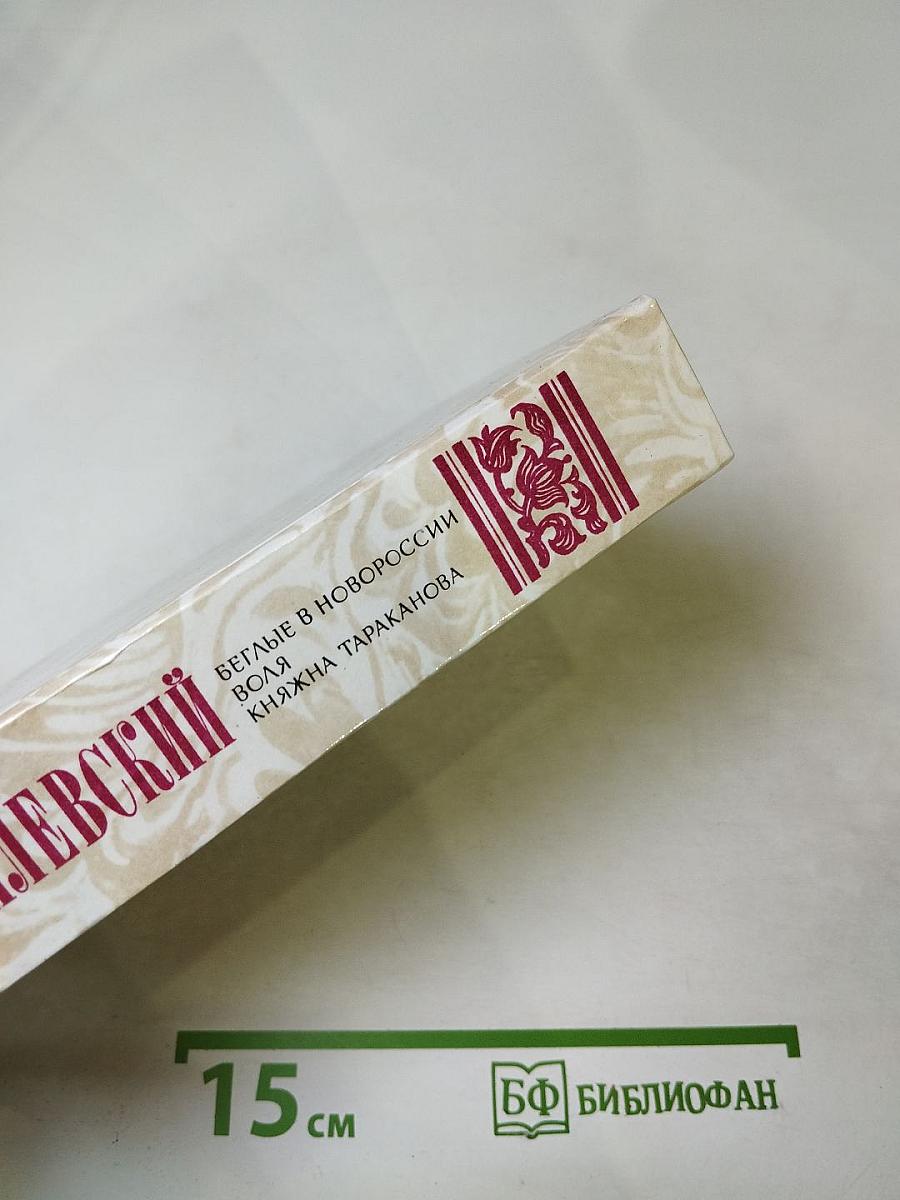 ЛЕВСКИЙ
БЕГЛЫЕ В НОВОРОССИИ
ВОЛЯ
КНЯЖНА ТАРАКАНОВА
15 см
БФ БИБЛИОФАН